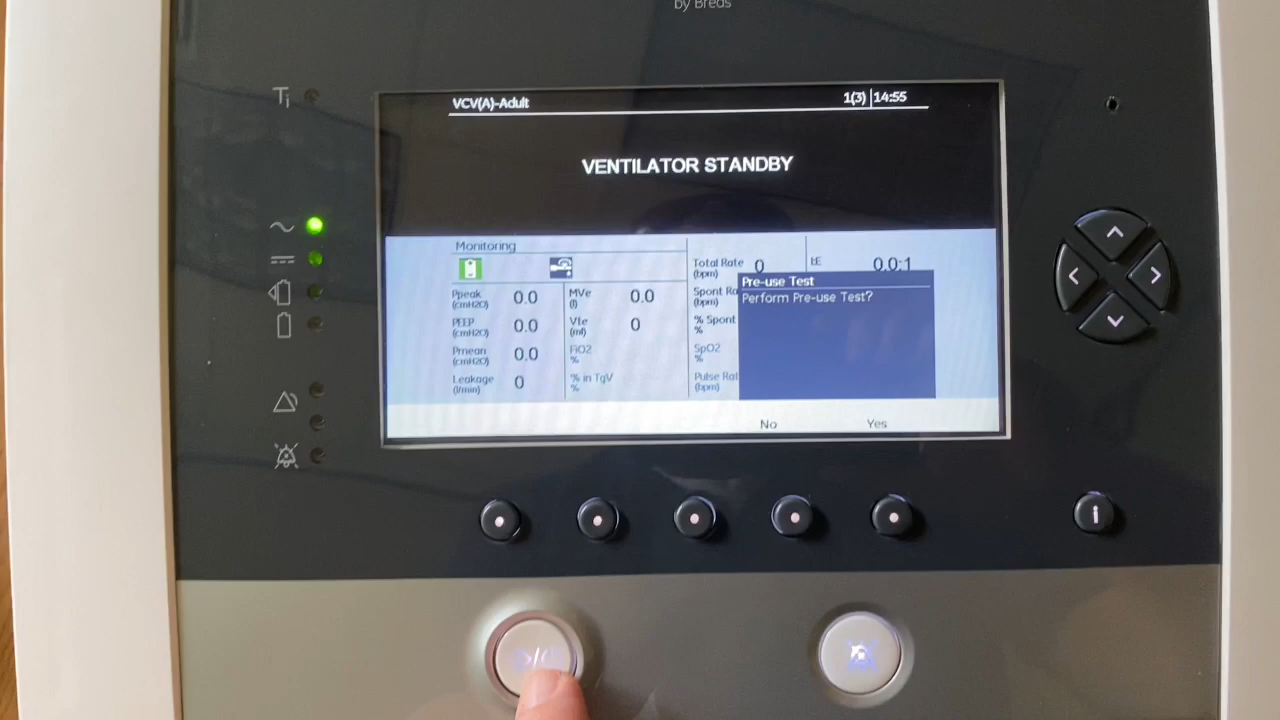 by Breas
Ti
VCV(A)-Adult
1(3) 14:55
VENTILATOR STANDBY
Monitoring
Ppeak (cmH2O) 0.0
PEEP (cmH2O) 0.0
Pmean (cmH2O) 0.0
Leakage (l/min) 0
MVe (l) 0.0
Vte (ml) 0
FiO2 %
% in TgV %
Total Rate (bpm) 0
Spont Ra (bpm)
% Spont %
SpO2 %
Pulse Rat (bpm)
I:E 0.0:1
Pre-use Test
Perform Pre-use Test?
No Yes
i